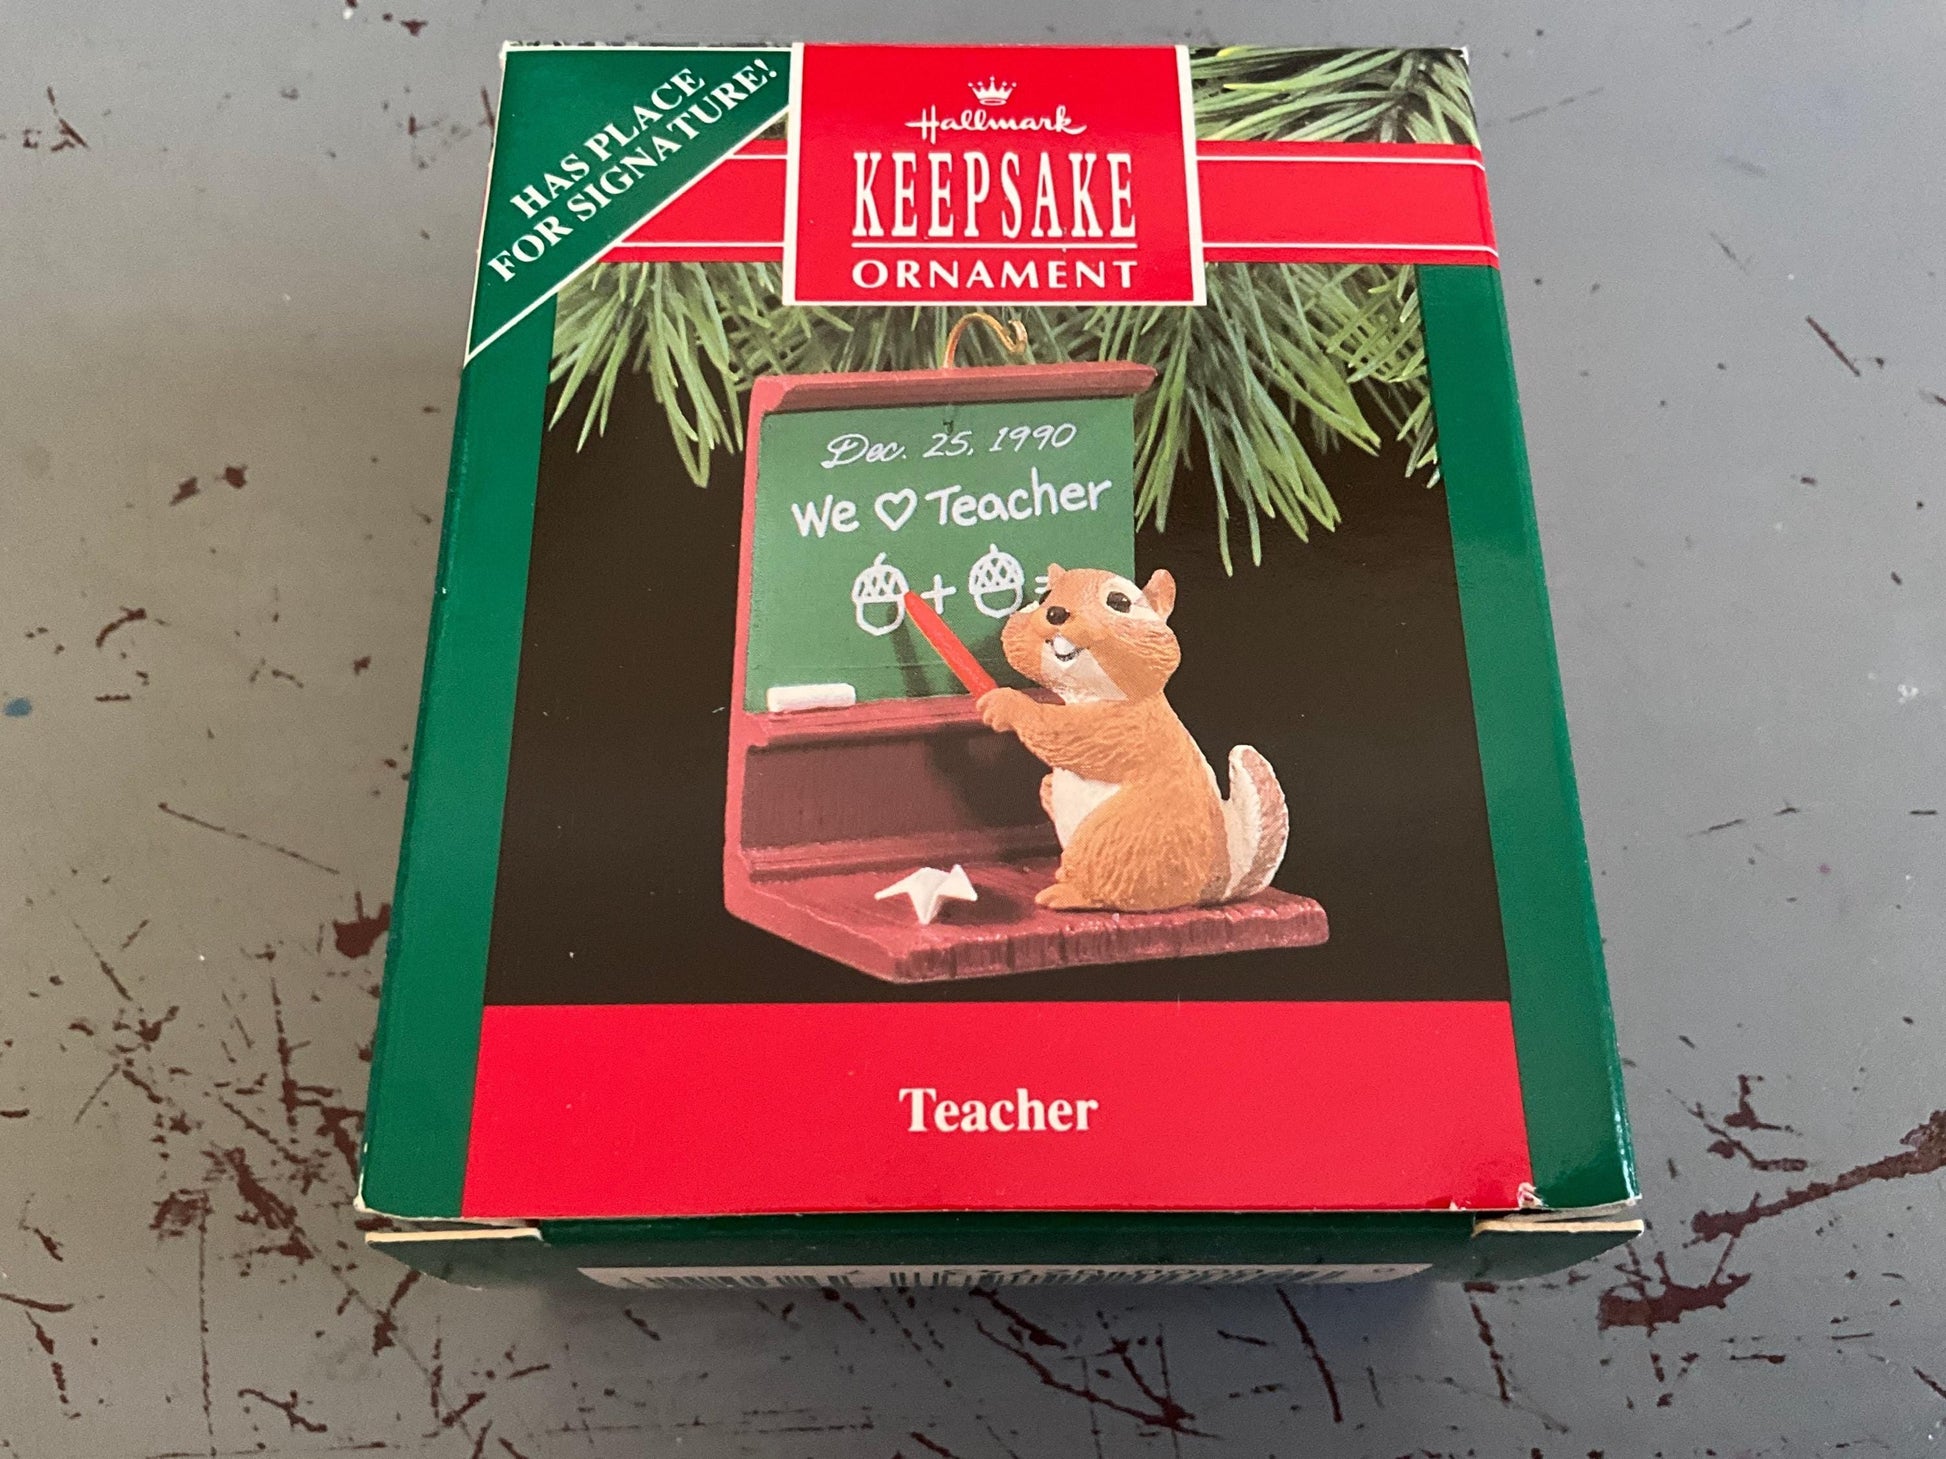 HAS PLACE
FOR SIGNATURE!
Hallmark
KEEPSAKE
ORNAMENT
Dec. 25, 1990
We ♡ Teacher
+ =
Teacher